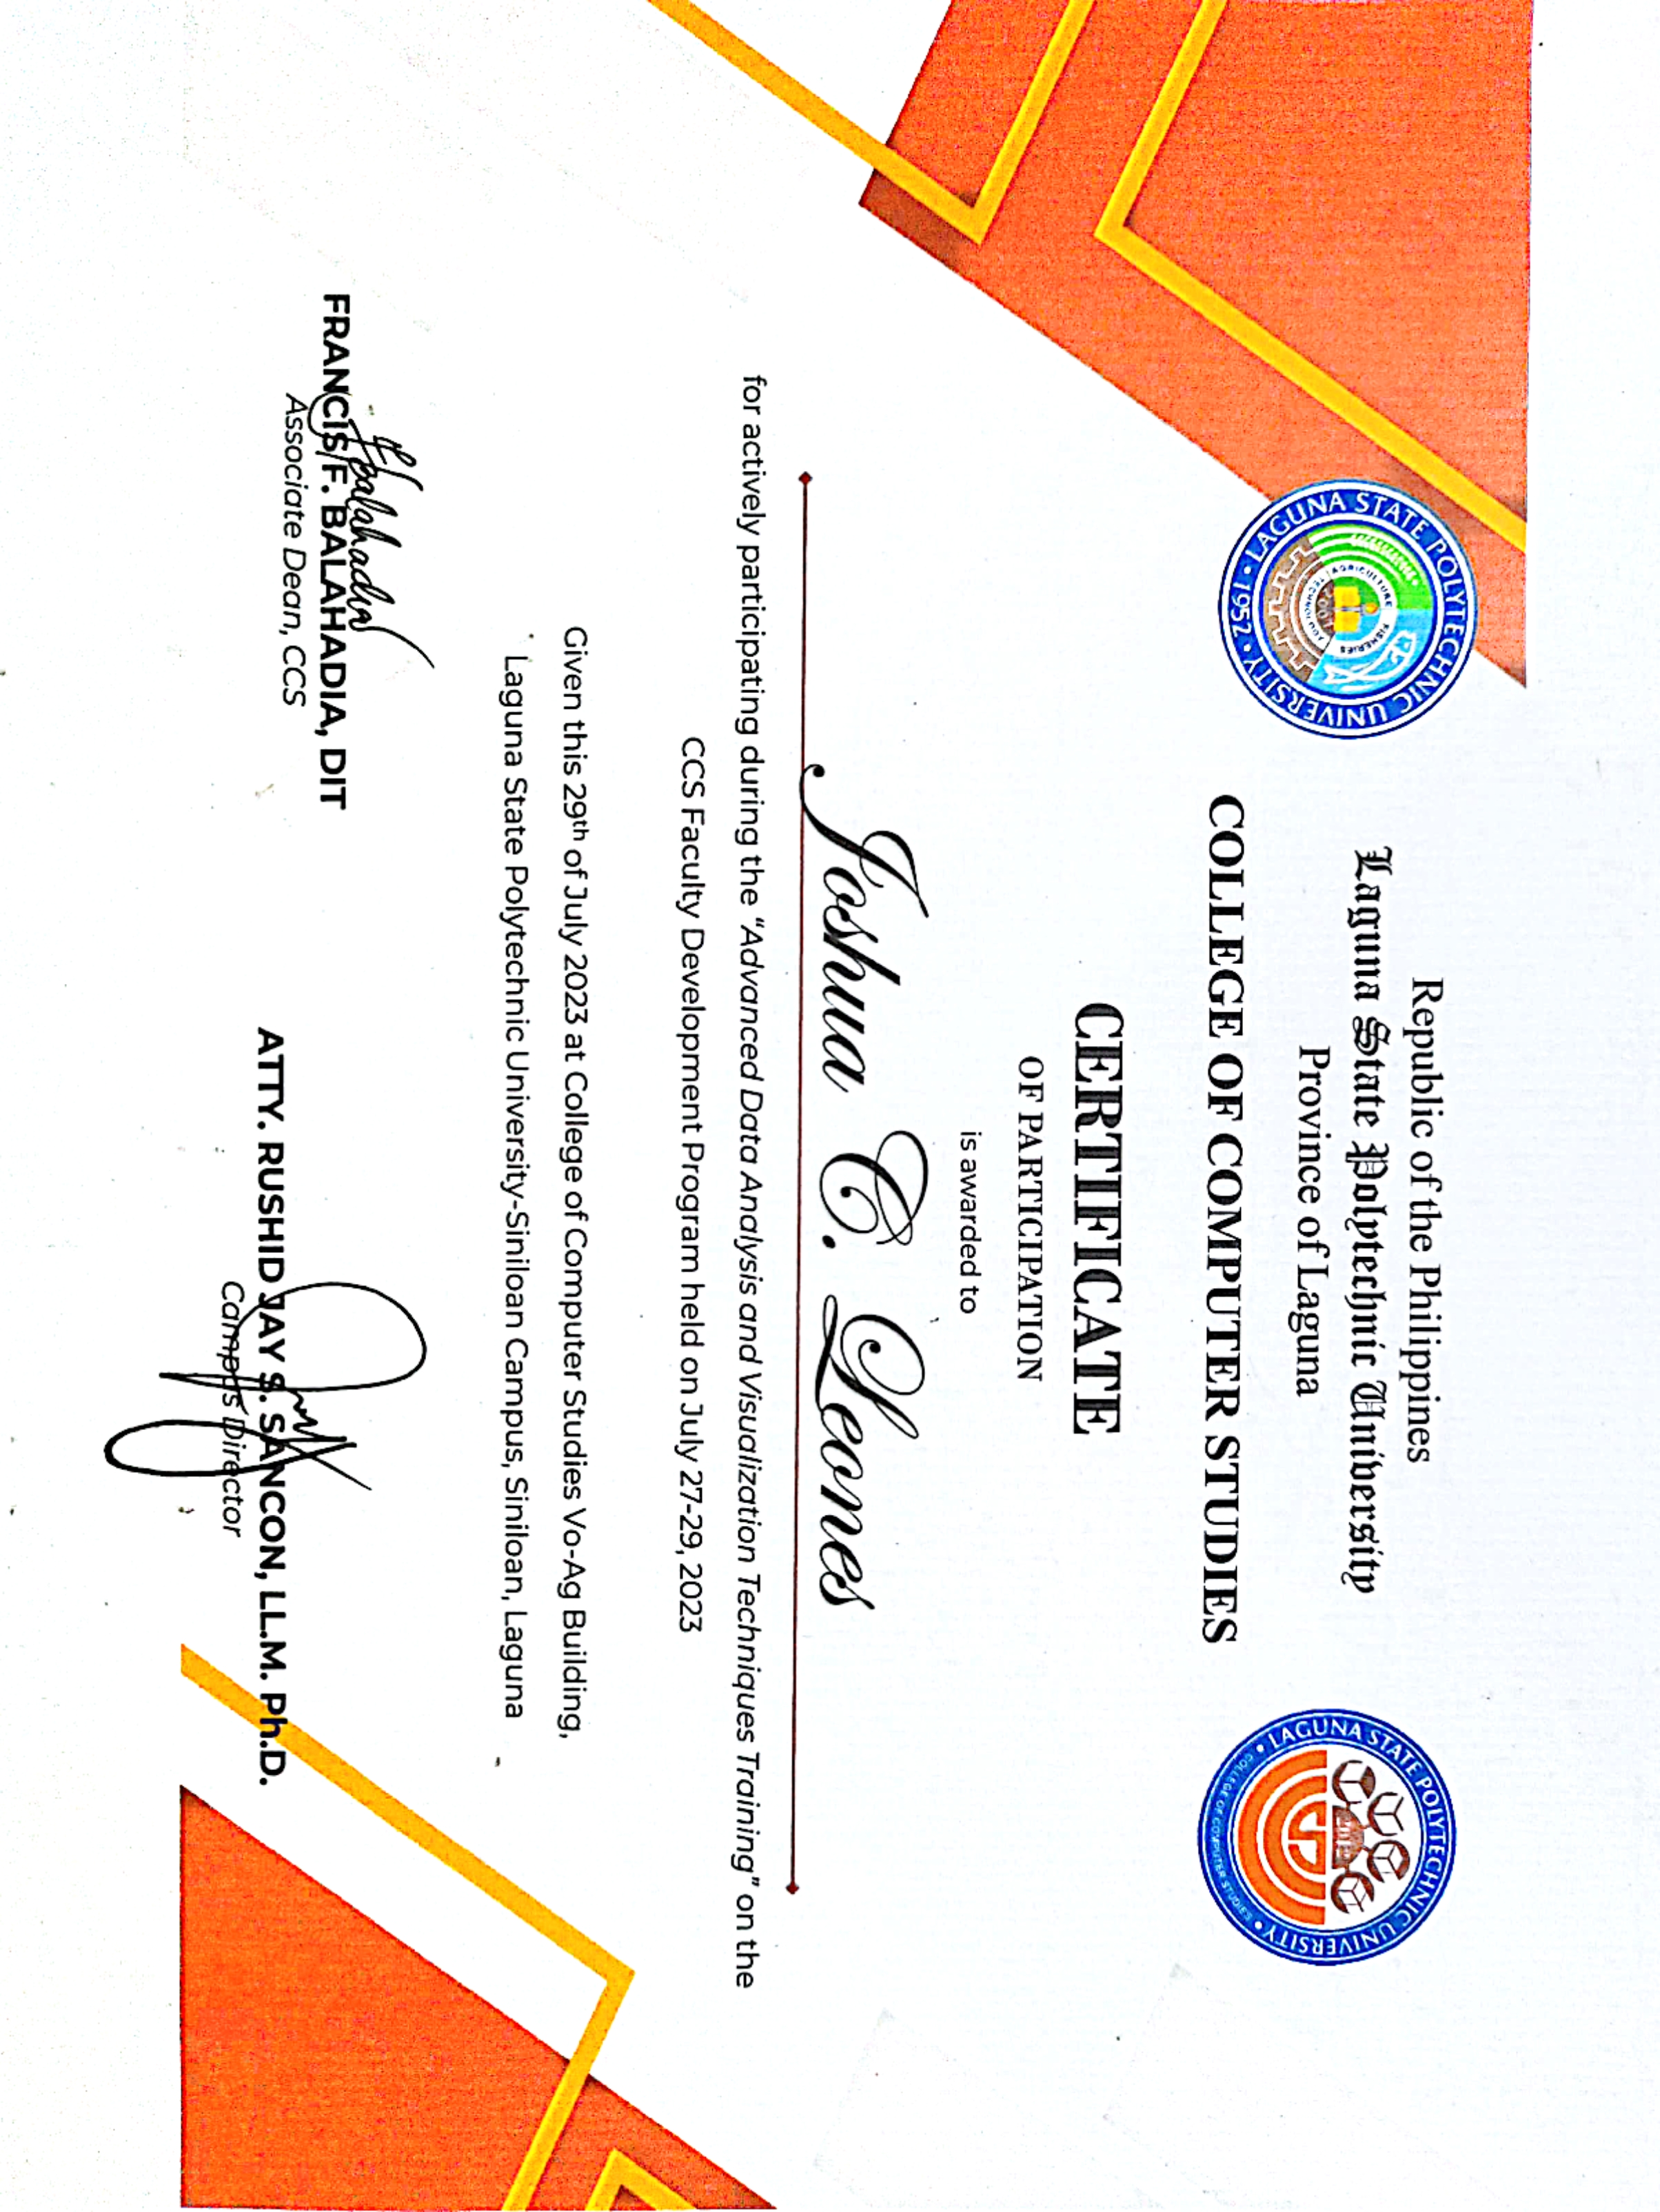 LAGUNA STATE POLYTECHNIC UNIVERSITY
AGRICULTURE FISHERIES
TECHNOLOGY
• 1952 •
Republic of the Philippines
Laguna State Polytechnic University
Province of Laguna
COLLEGE OF COMPUTER STUDIES
LAGUNA STATE POLYTECHNIC UNIVERSITY
• COLLEGE OF COMPUTER STUDIES •
CERTIFICATE
OF PARTICIPATION
is awarded to
Joshua C. Leones
for actively participating during the “Advanced Data Analysis and Visualization Techniques Training” on the
CCS Faculty Development Program held on July 27-29, 2023
Given this 29th of July 2023 at College of Computer Studies Vo-Ag Building,
Laguna State Polytechnic University-Siniloan Campus, Siniloan, Laguna
FRANCIS F. BALAHADIA, DIT
Associate Dean, CCS
ATTY. RUSHID JAY S. SANCON, LL.M. Ph.D.
Campus Director